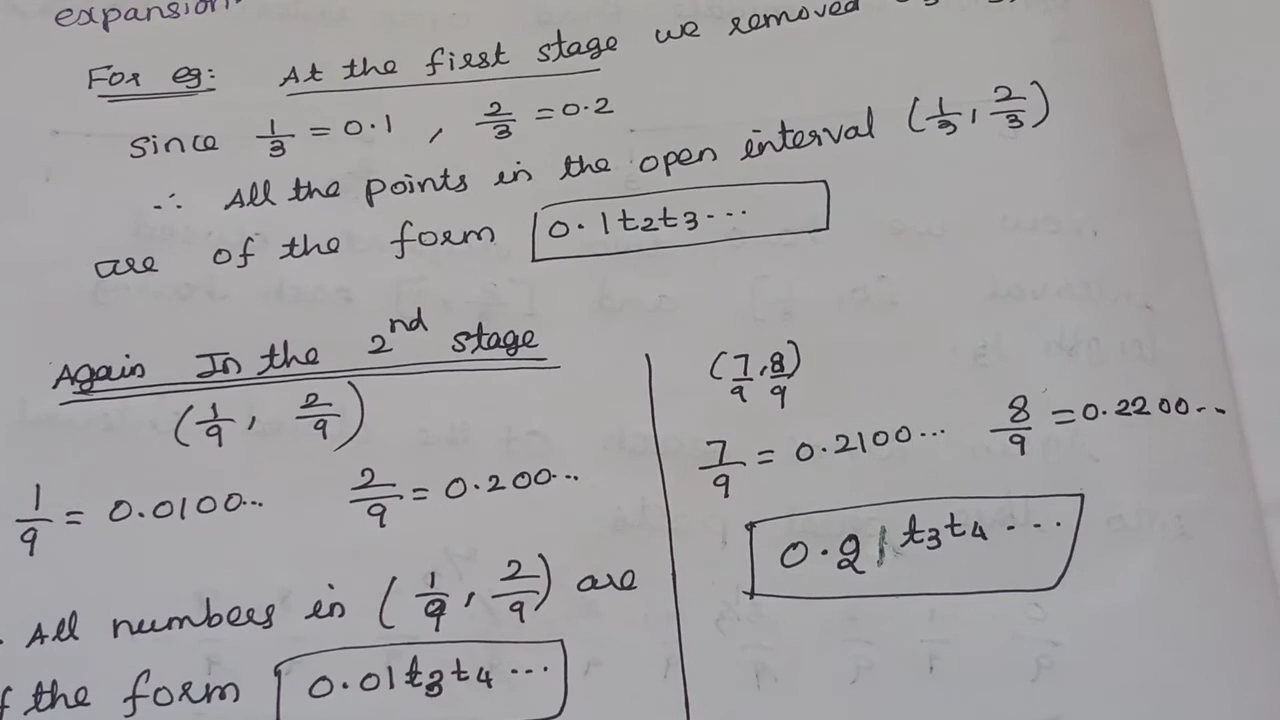 expansion.
For eg: At the first stage we removed
since 1/3 = 0.1 , 2/3 = 0.2
∴ All the points in the open interval (1/3, 2/3)
are of the form 0.1t2t3...
Again In the 2nd stage
(1/9, 2/9)
1/9 = 0.0100... 2/9 = 0.200...
All numbers in (1/9, 2/9) are
the form 0.01t3t4...
(7/9, 8/9)
7/9 = 0.2100... 8/9 = 0.2200...
0.21t3t4...